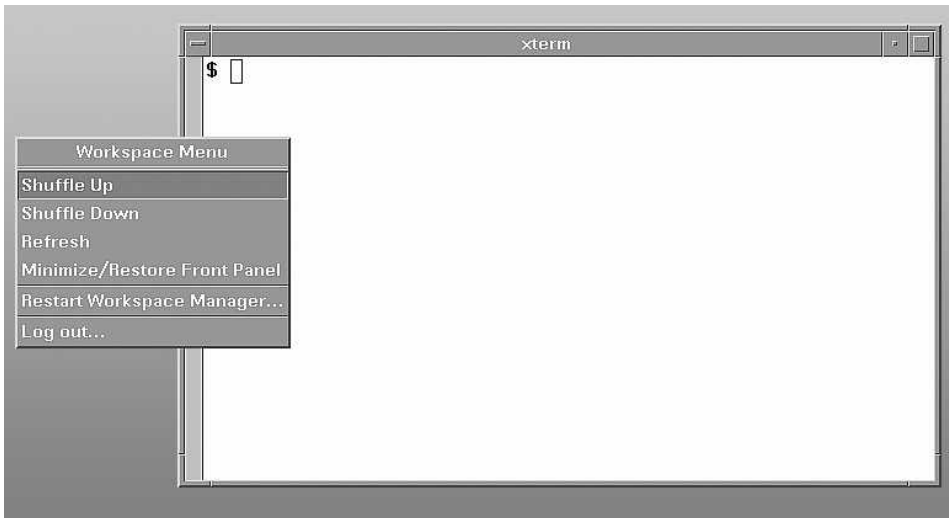 xterm
$
Workspace Menu
Shuffle Up
Shuffle Down
Refresh
Minimize/Restore Front Panel
Restart Workspace Manager...
Log out...